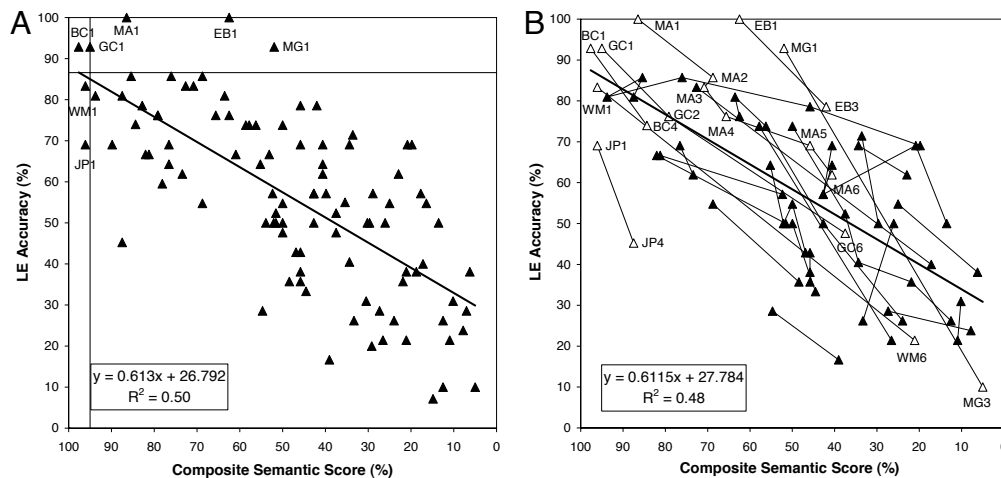 A
LE Accuracy (%)
100
90
80
70
60
50
40
30
20
10
0
BC1
GC1
MA1
EB1
MG1
WM1
JP1
y = 0.613x + 26.792
R² = 0.50
100 90 80 70 60 50 40 30 20 10 0
Composite Semantic Score (%)
B
LE Accuracy (%)
100
90
80
70
60
50
40
30
20
10
0
BC1
GC1
MA1
EB1
MG1
MA2
WM1
MA3
EB3
GC2
BC4
MA4
MA5
JP1
MA6
JP4
GC6
WM6
MG3
y = 0.6115x + 27.784
R² = 0.48
100 90 80 70 60 50 40 30 20 10 0
Composite Semantic Score (%)